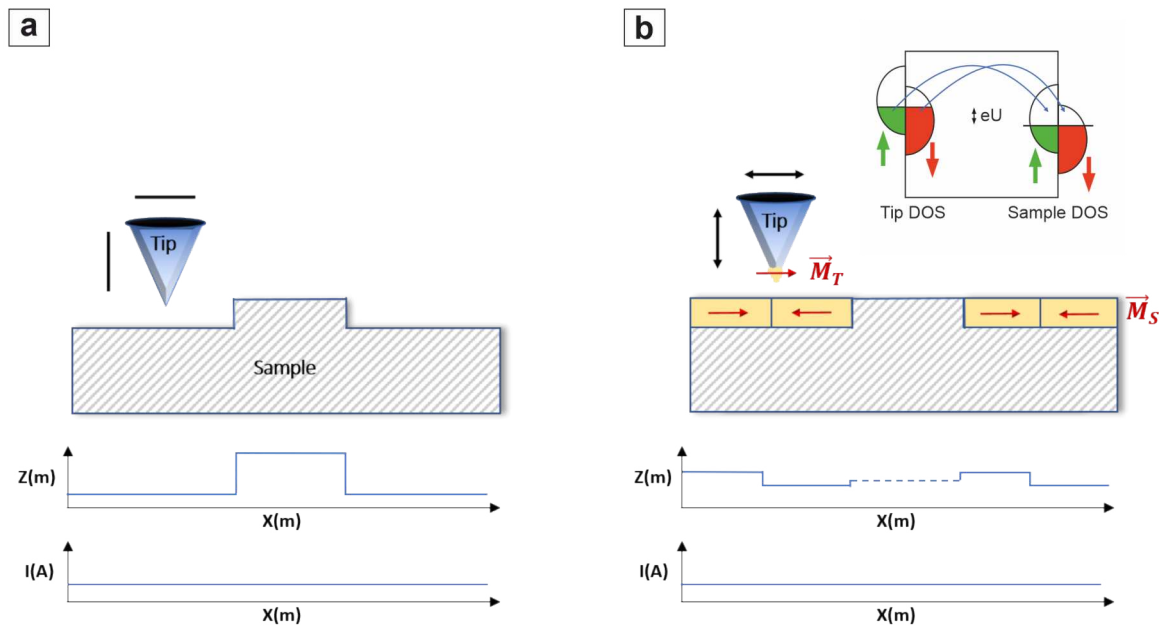 a
Tip
Sample
Z(m)
X(m)
I(A)
X(m)
b
eU
Tip DOS
Sample DOS
Tip
M_T
M_S
Z(m)
X(m)
I(A)
X(m)